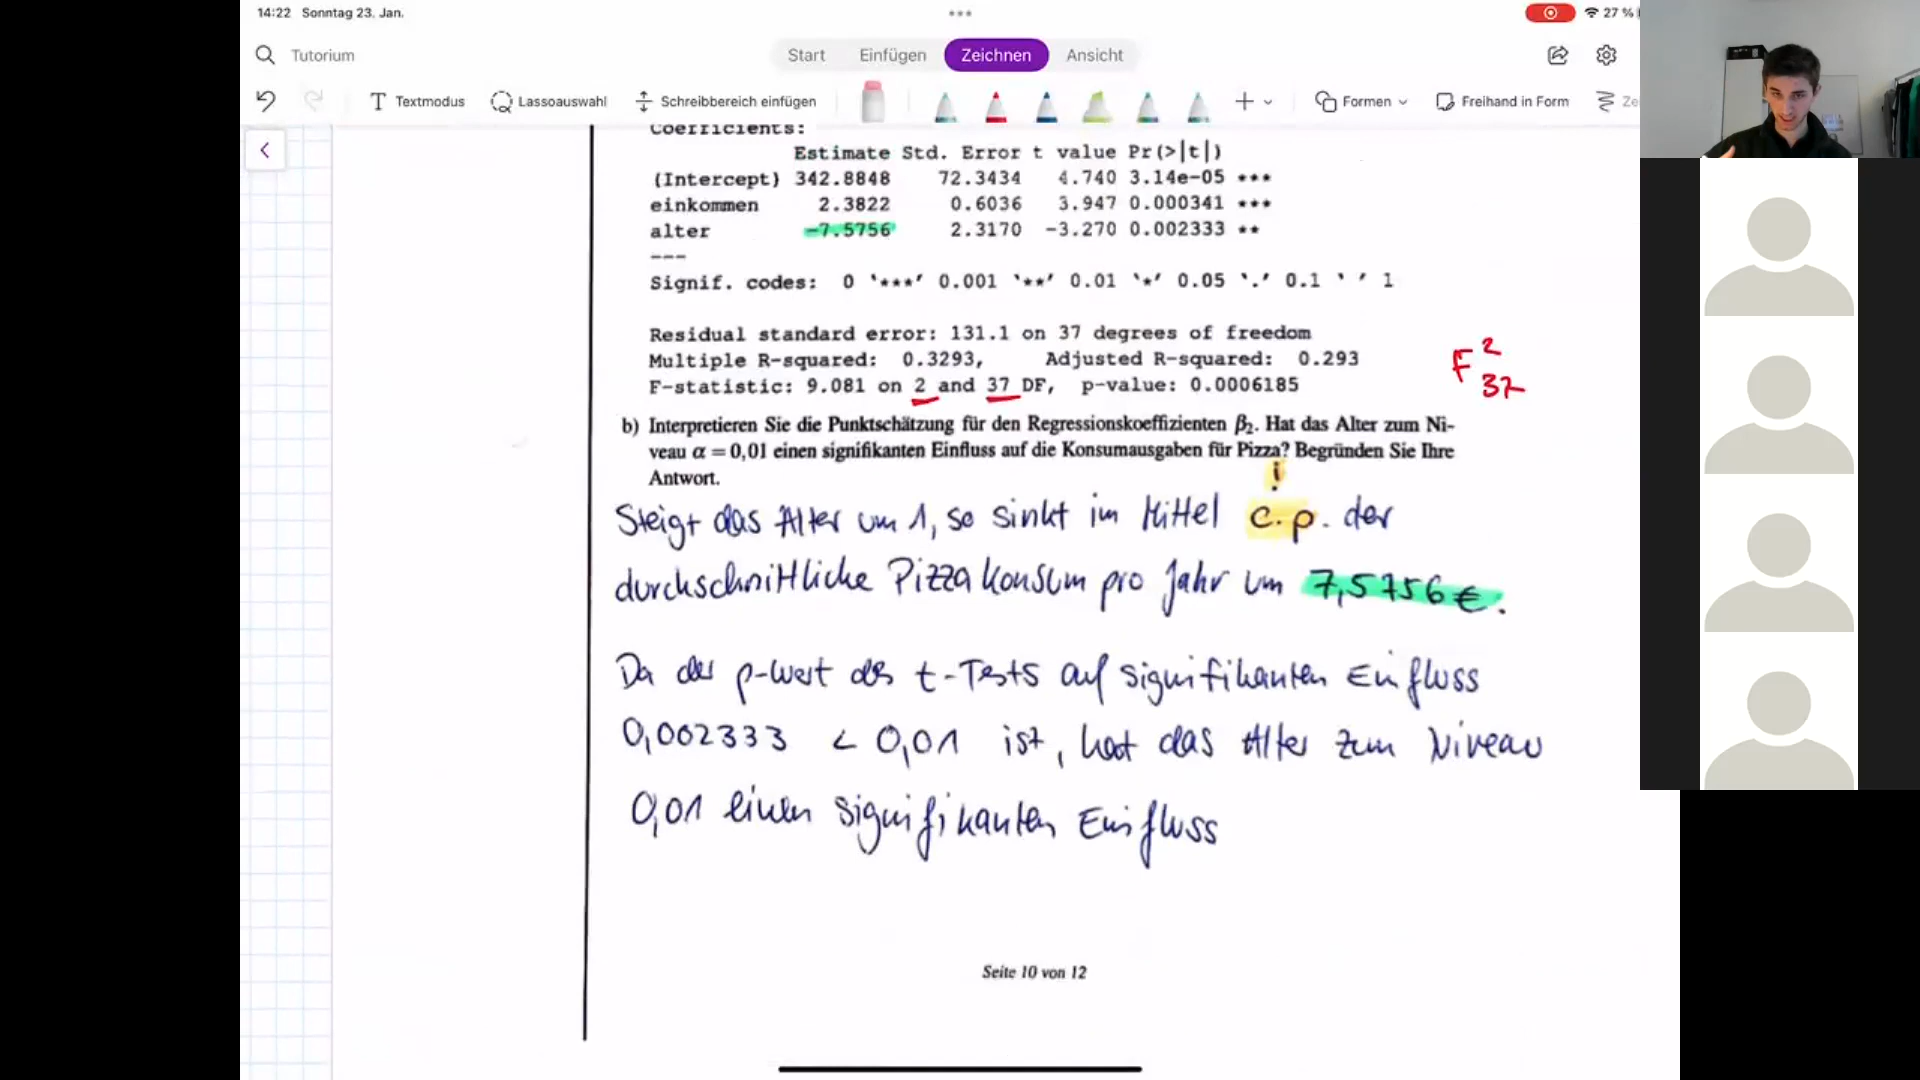 14:22 Sonntag 23. Jan.
27 %
Tutorium
Start Einfügen Zeichnen Ansicht
Textmodus Lassoauswahl Schreibbereich einfügen Formen Freihand in Form
Coefficients:
Estimate Std. Error t value Pr(>|t|)
(Intercept) 342.8848 72.3434 4.740 3.14e-05 ***
einkommen 2.3822 0.6036 3.947 0.000341 ***
alter -7.5756 2.3170 -3.270 0.002333 **
---
Signif. codes: 0 '***' 0.001 '**' 0.01 '*' 0.05 '.' 0.1 ' ' 1
Residual standard error: 131.1 on 37 degrees of freedom
Multiple R-squared: 0.3293, Adjusted R-squared: 0.293
F-statistic: 9.081 on 2 and 37 DF, p-value: 0.0006185
F 2 37
b) Interpretieren Sie die Punktschätzung für den Regressionskoeffizienten β2. Hat das Alter zum Ni-
veau α = 0,01 einen signifikanten Einfluss auf die Konsumausgaben für Pizza? Begründen Sie Ihre
Antwort.
!
Steigt das Alter um 1, so sinkt im Mittel c.p. der
durchschnittliche Pizzakonsum pro Jahr um 7,5756€.
Da der p-Wert des t-Tests auf signifikanten Einfluss
0,002333 < 0,01 ist, hat das Alter zum Niveau
0,01 einen signifikanten Einfluss
Seite 10 von 12